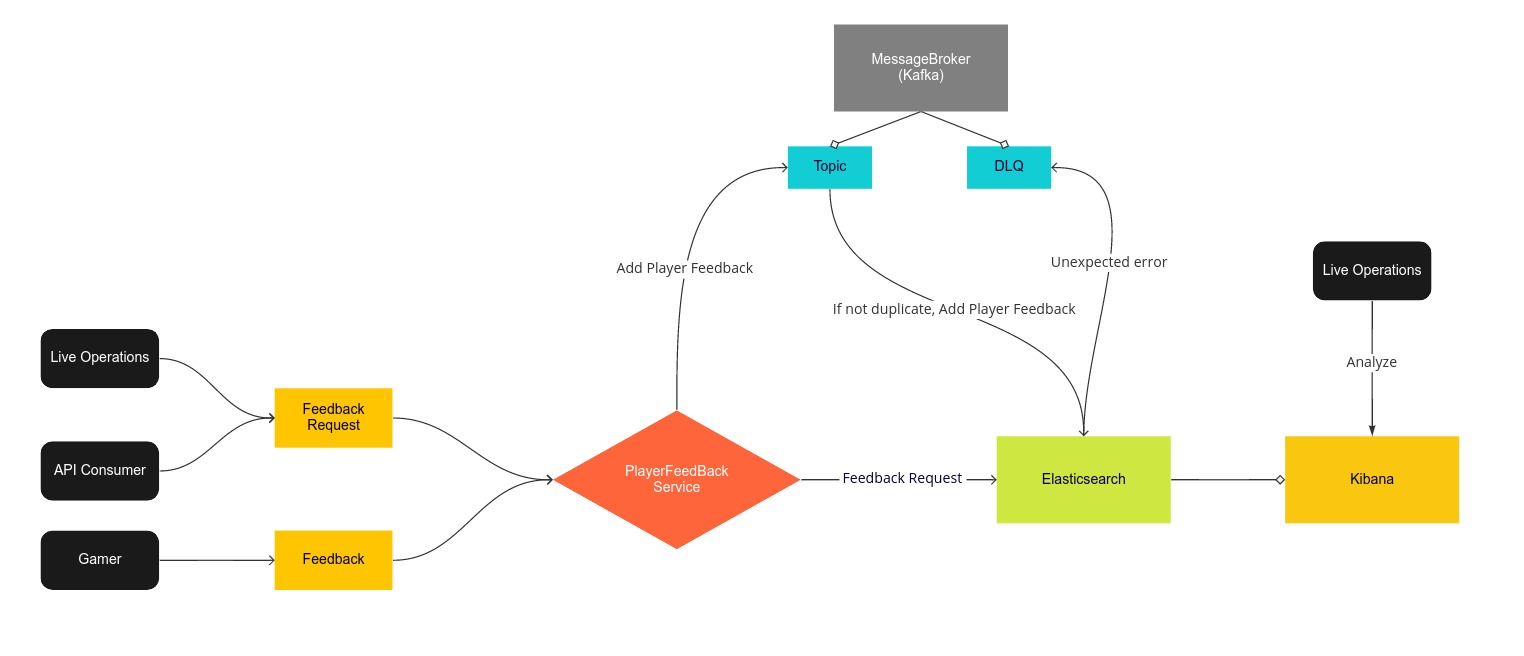 MessageBroker
(Kafka)
Topic
DLQ
Add Player Feedback
Unexpected error
If not duplicate, Add Player Feedback
Live Operations
Analyze
Live Operations
API Consumer
Gamer
Feedback
Request
Feedback
PlayerFeedBack
Service
Feedback Request
Elasticsearch
Kibana